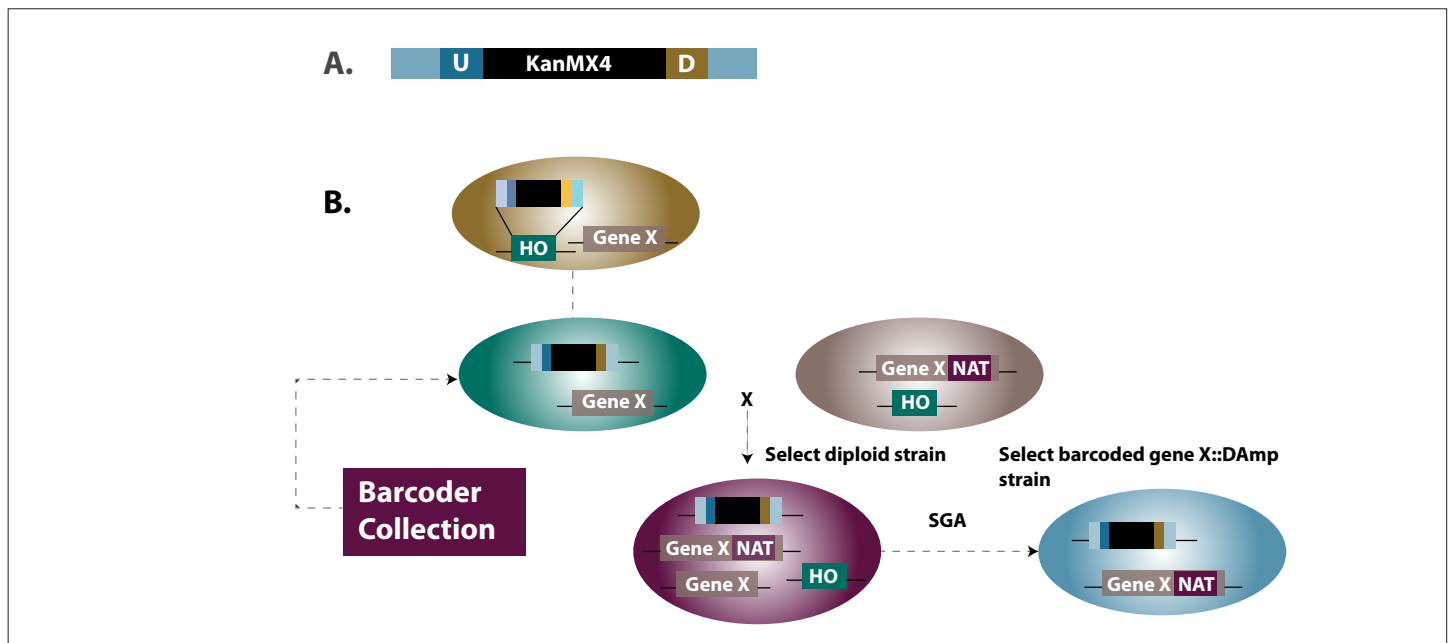 A.
U KanMX4 D
B.
HO
Gene X
Gene X
Gene X NAT
HO
X
Select diploid strain
Select barcoded gene X::DAmp
strain
Barcoder
Collection
SGA
Gene X NAT
Gene X
HO
Gene X NAT